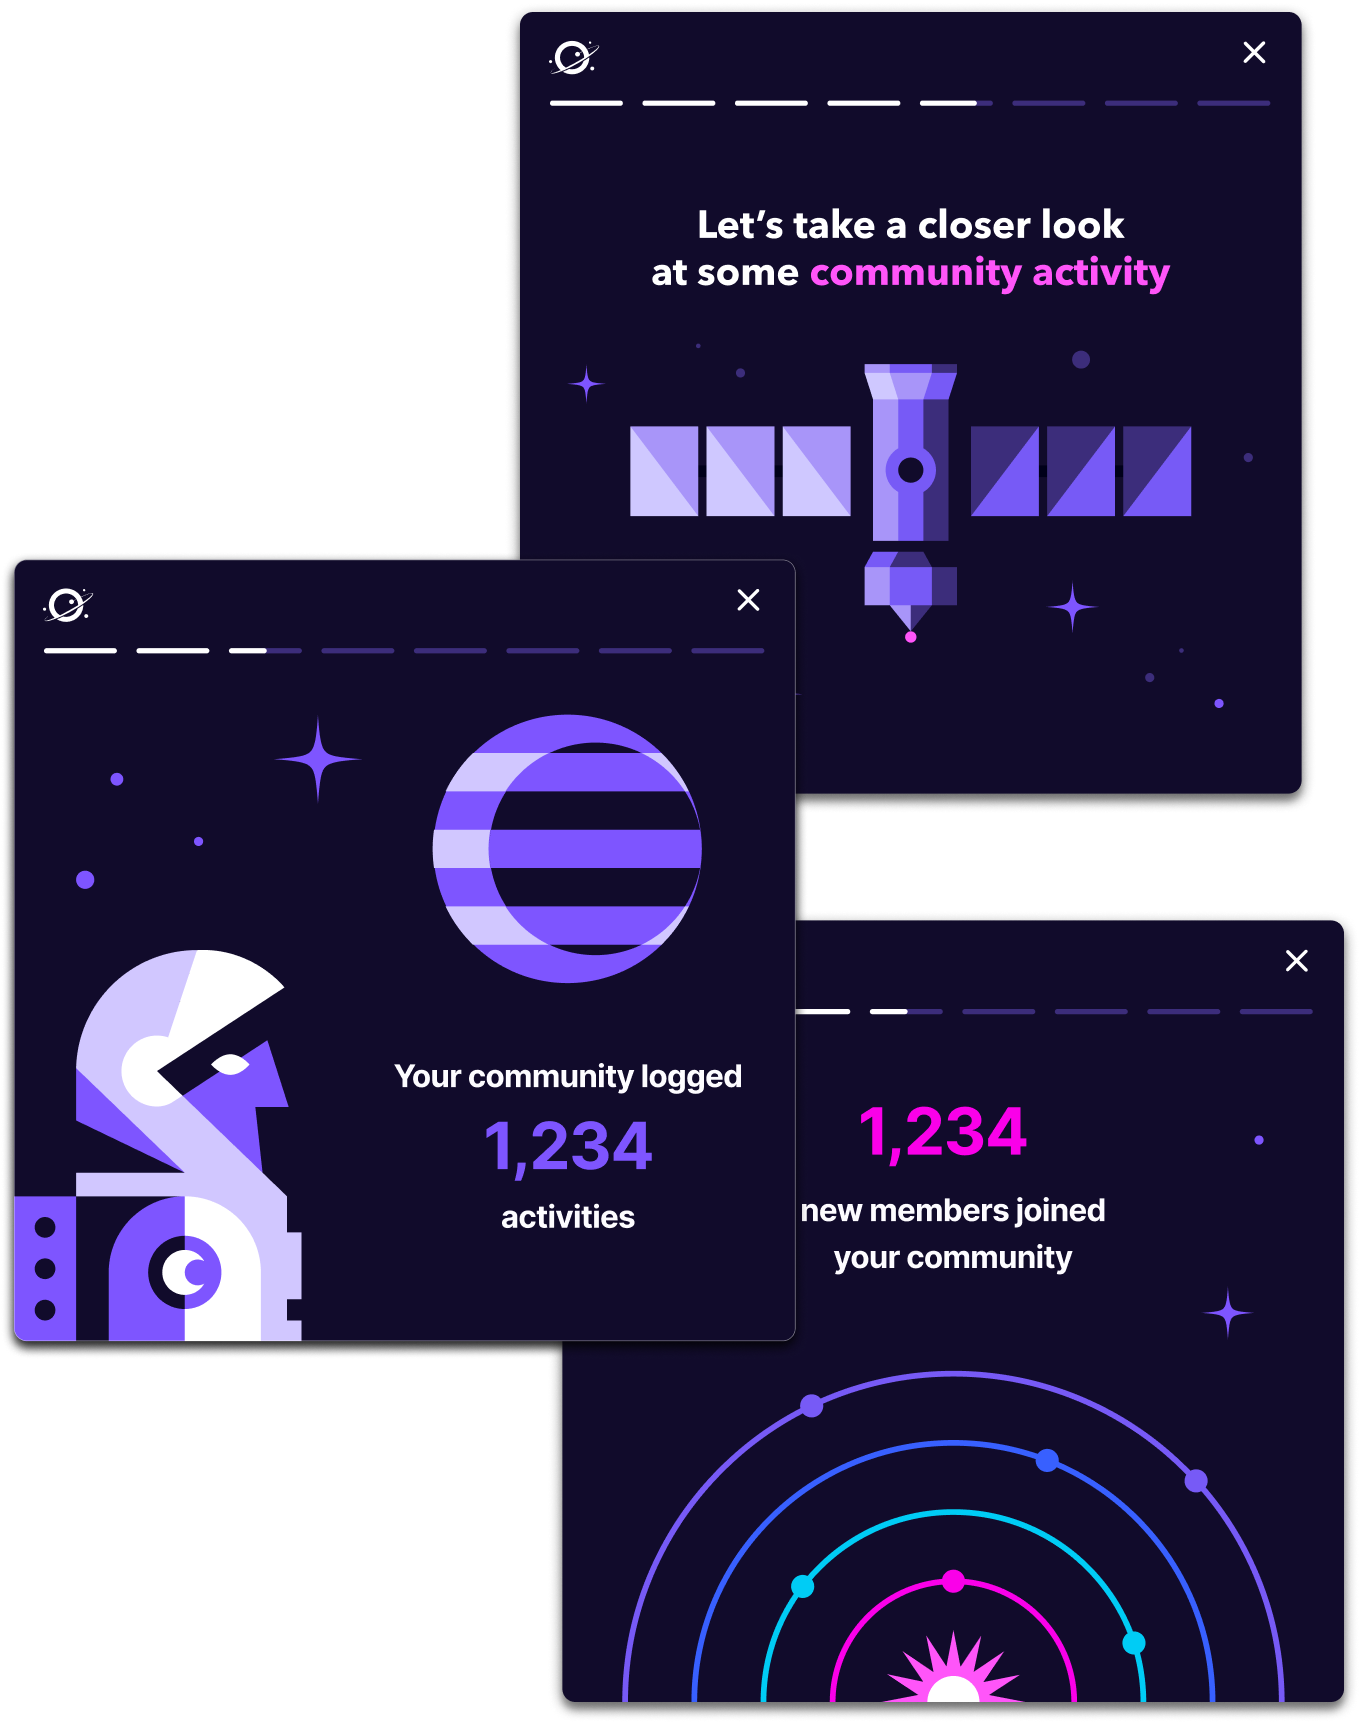 Let’s take a closer look
at some community activity
Your community logged
1,234
activities
1,234
new members joined
your community